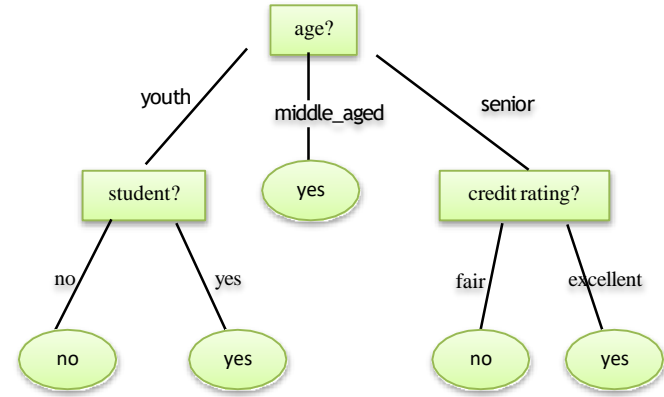 age?
youth
middle_aged
senior
student?
yes
credit rating?
no
yes
fair
excellent
no
yes
no
yes